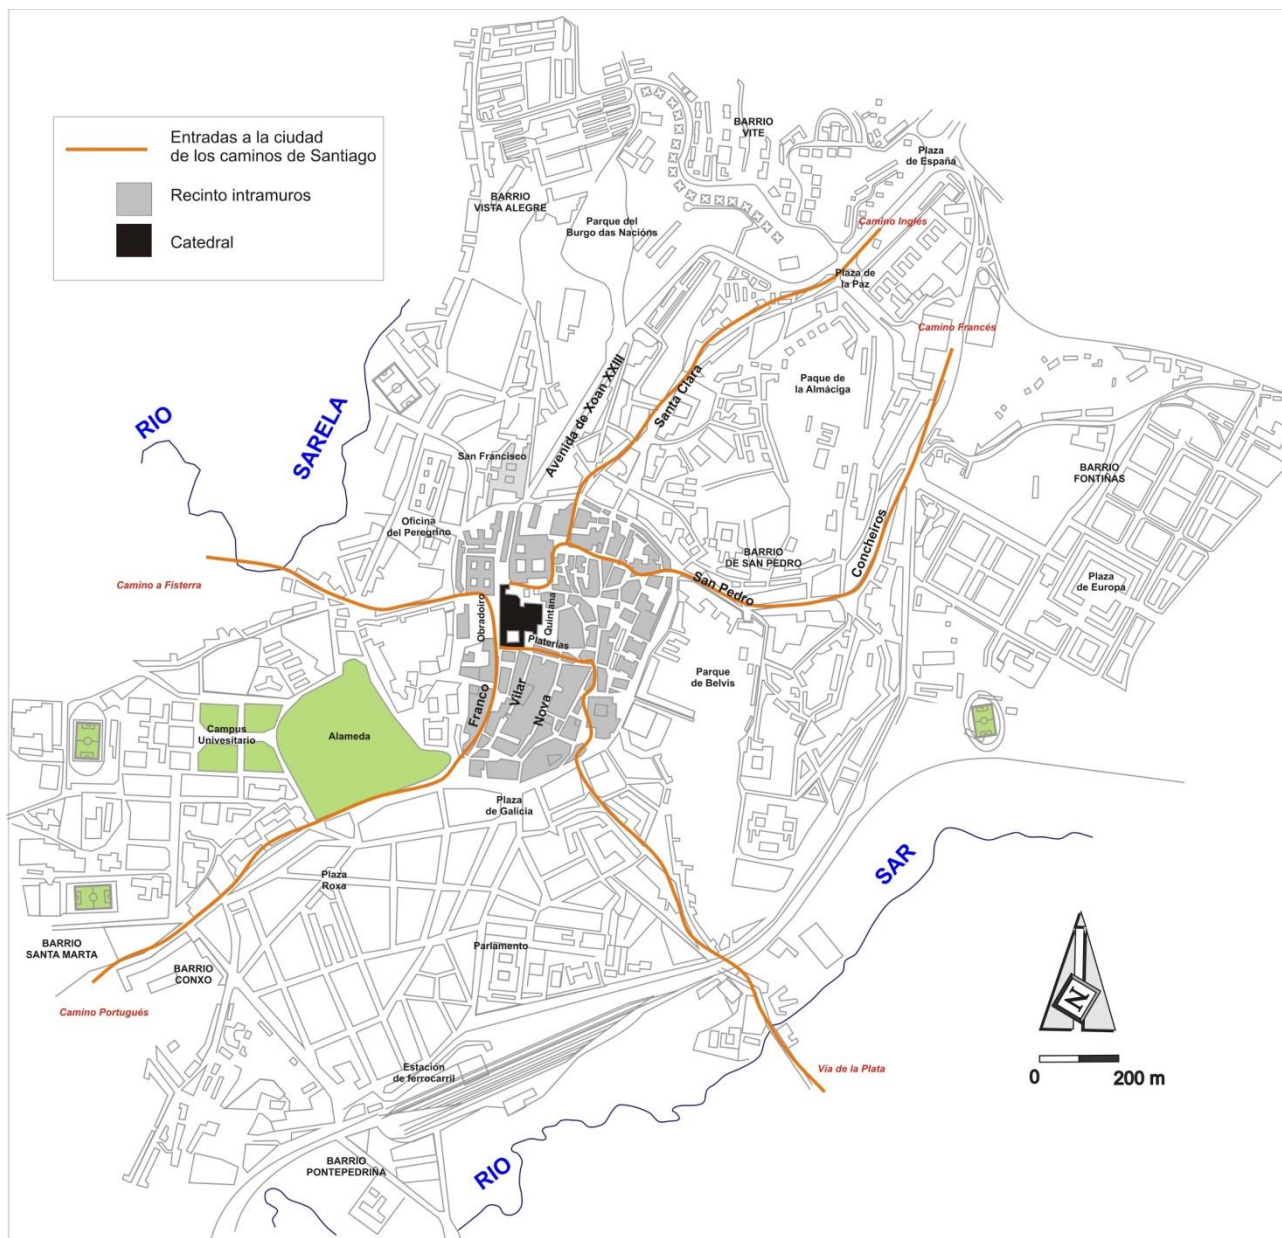 Entradas a la ciudad
de los caminos de Santiago
Recinto intramuros
Catedral
BARRIO
VITE
Plaza
de España
BARRIO
VISTA ALEGRE
Parque del
Burgo das Nacións
Camino Inglés
Plaza de
la Paz
Camino Francés
RIO
SARELA
Avenida de Xoan XXIII
Santa Clara
Paque de
la Almáciga
San Francisco
BARRIO
FONTIÑAS
Oficina
del Peregrino
Concheiros
BARRIO
DE SAN PEDRO
San Pedro
Plaza
de Europa
Camino a Fisterra
Obradoiro
Quintana
Platerías
Parque
de Belvis
Franco
Vilar
Nova
Campus
Univesitario
Alameda
Plaza
de Galicia
SAR
Plaza
Roxa
BARRIO
SANTA MARTA
BARRIO
CONXO
Parlamento
Camino Portugués
N
Estación
de ferrocarril
Vía de la Plata
0
200 m
BARRIO
PONTEPEDRIÑA
RIO